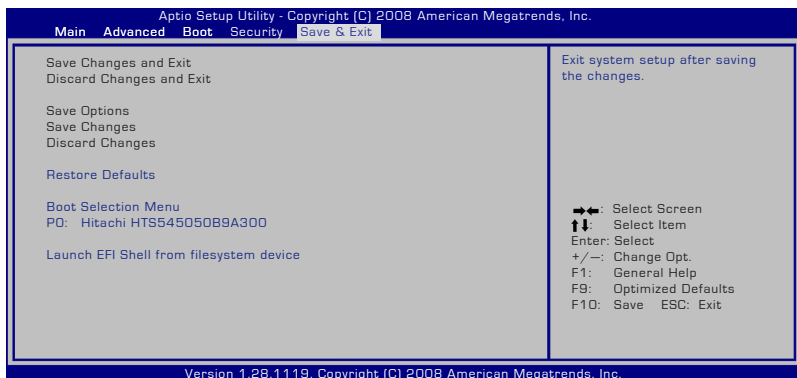 Aptio Setup Utility - Copyright (C) 2008 American Megatrends, Inc.
Main Advanced Boot Security Save & Exit
Save Changes and Exit
Discard Changes and Exit
Save Options
Save Changes
Discard Changes
Restore Defaults
Boot Selection Menu
P0: Hitachi HTS545050B9A300
Launch EFI Shell from filesystem device
Exit system setup after saving
the changes.
→←: Select Screen
↑↓: Select Item
Enter: Select
+/—: Change Opt.
F1: General Help
F9: Optimized Defaults
F10: Save ESC: Exit
Version 1.28.1119. Copyright (C) 2008 American Megatrends, Inc.